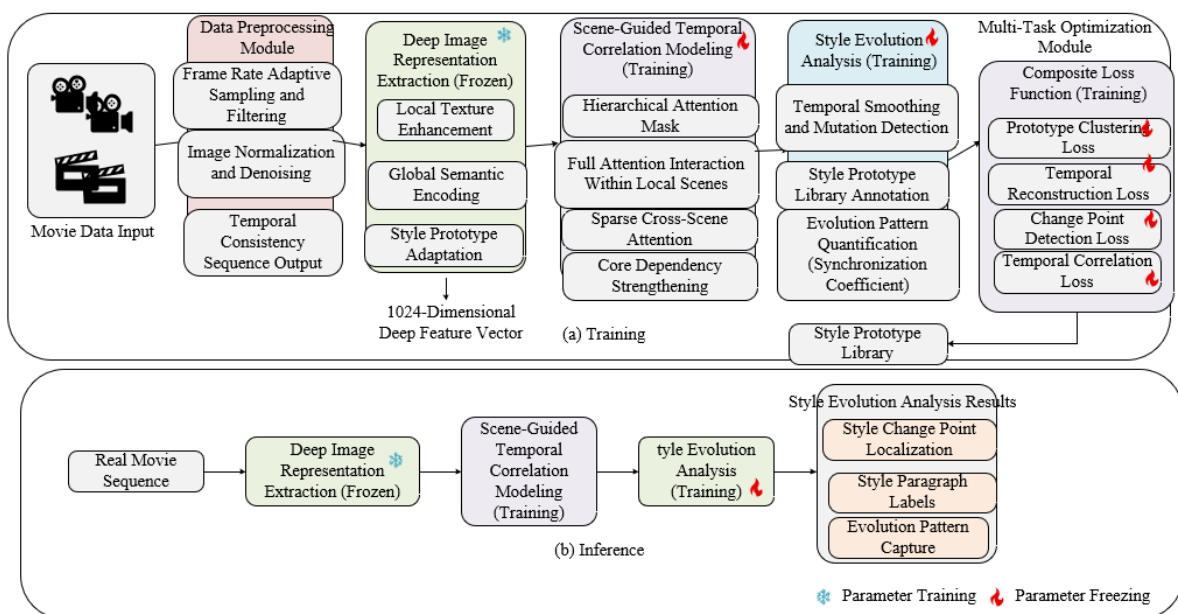 Data Preprocessing
Module
Frame Rate Adaptive
Sampling and
Filtering
Image Normalization
and Denoising
Temporal
Consistency
Sequence Output
Movie Data Input
Deep Image
Representation
Extraction (Frozen)
Local Texture
Enhancement
Global Semantic
Encoding
Style Prototype
Adaptation
1024-Dimensional
Deep Feature Vector
Scene-Guided Temporal
Correlation Modeling
(Training)
Hierarchical Attention
Mask
Full Attention Interaction
Within Local Scenes
Sparse Cross-Scene
Attention
Core Dependency
Strengthening
Style Evolution
Analysis (Training)
Temporal Smoothing
and Mutation Detection
Style Prototype
Library Annotation
Evolution Pattern
Quantification
(Synchronization
Coefficient)
Multi-Task Optimization
Module
Composite Loss
Function (Training)
Prototype Clustering
Loss
Temporal
Reconstruction Loss
Change Point
Detection Loss
Temporal Correlation
Loss
(a) Training
Style Prototype
Library
Real Movie
Sequence
Deep Image
Representation
Extraction (Frozen)
Scene-Guided
Temporal
Correlation
Modeling
(Training)
tyle Evolution
Analysis
(Training)
Style Evolution Analysis Results
Style Change Point
Localization
Style Paragraph
Labels
Evolution Pattern
Capture
(b) Inference
Parameter Training
Parameter Freezing